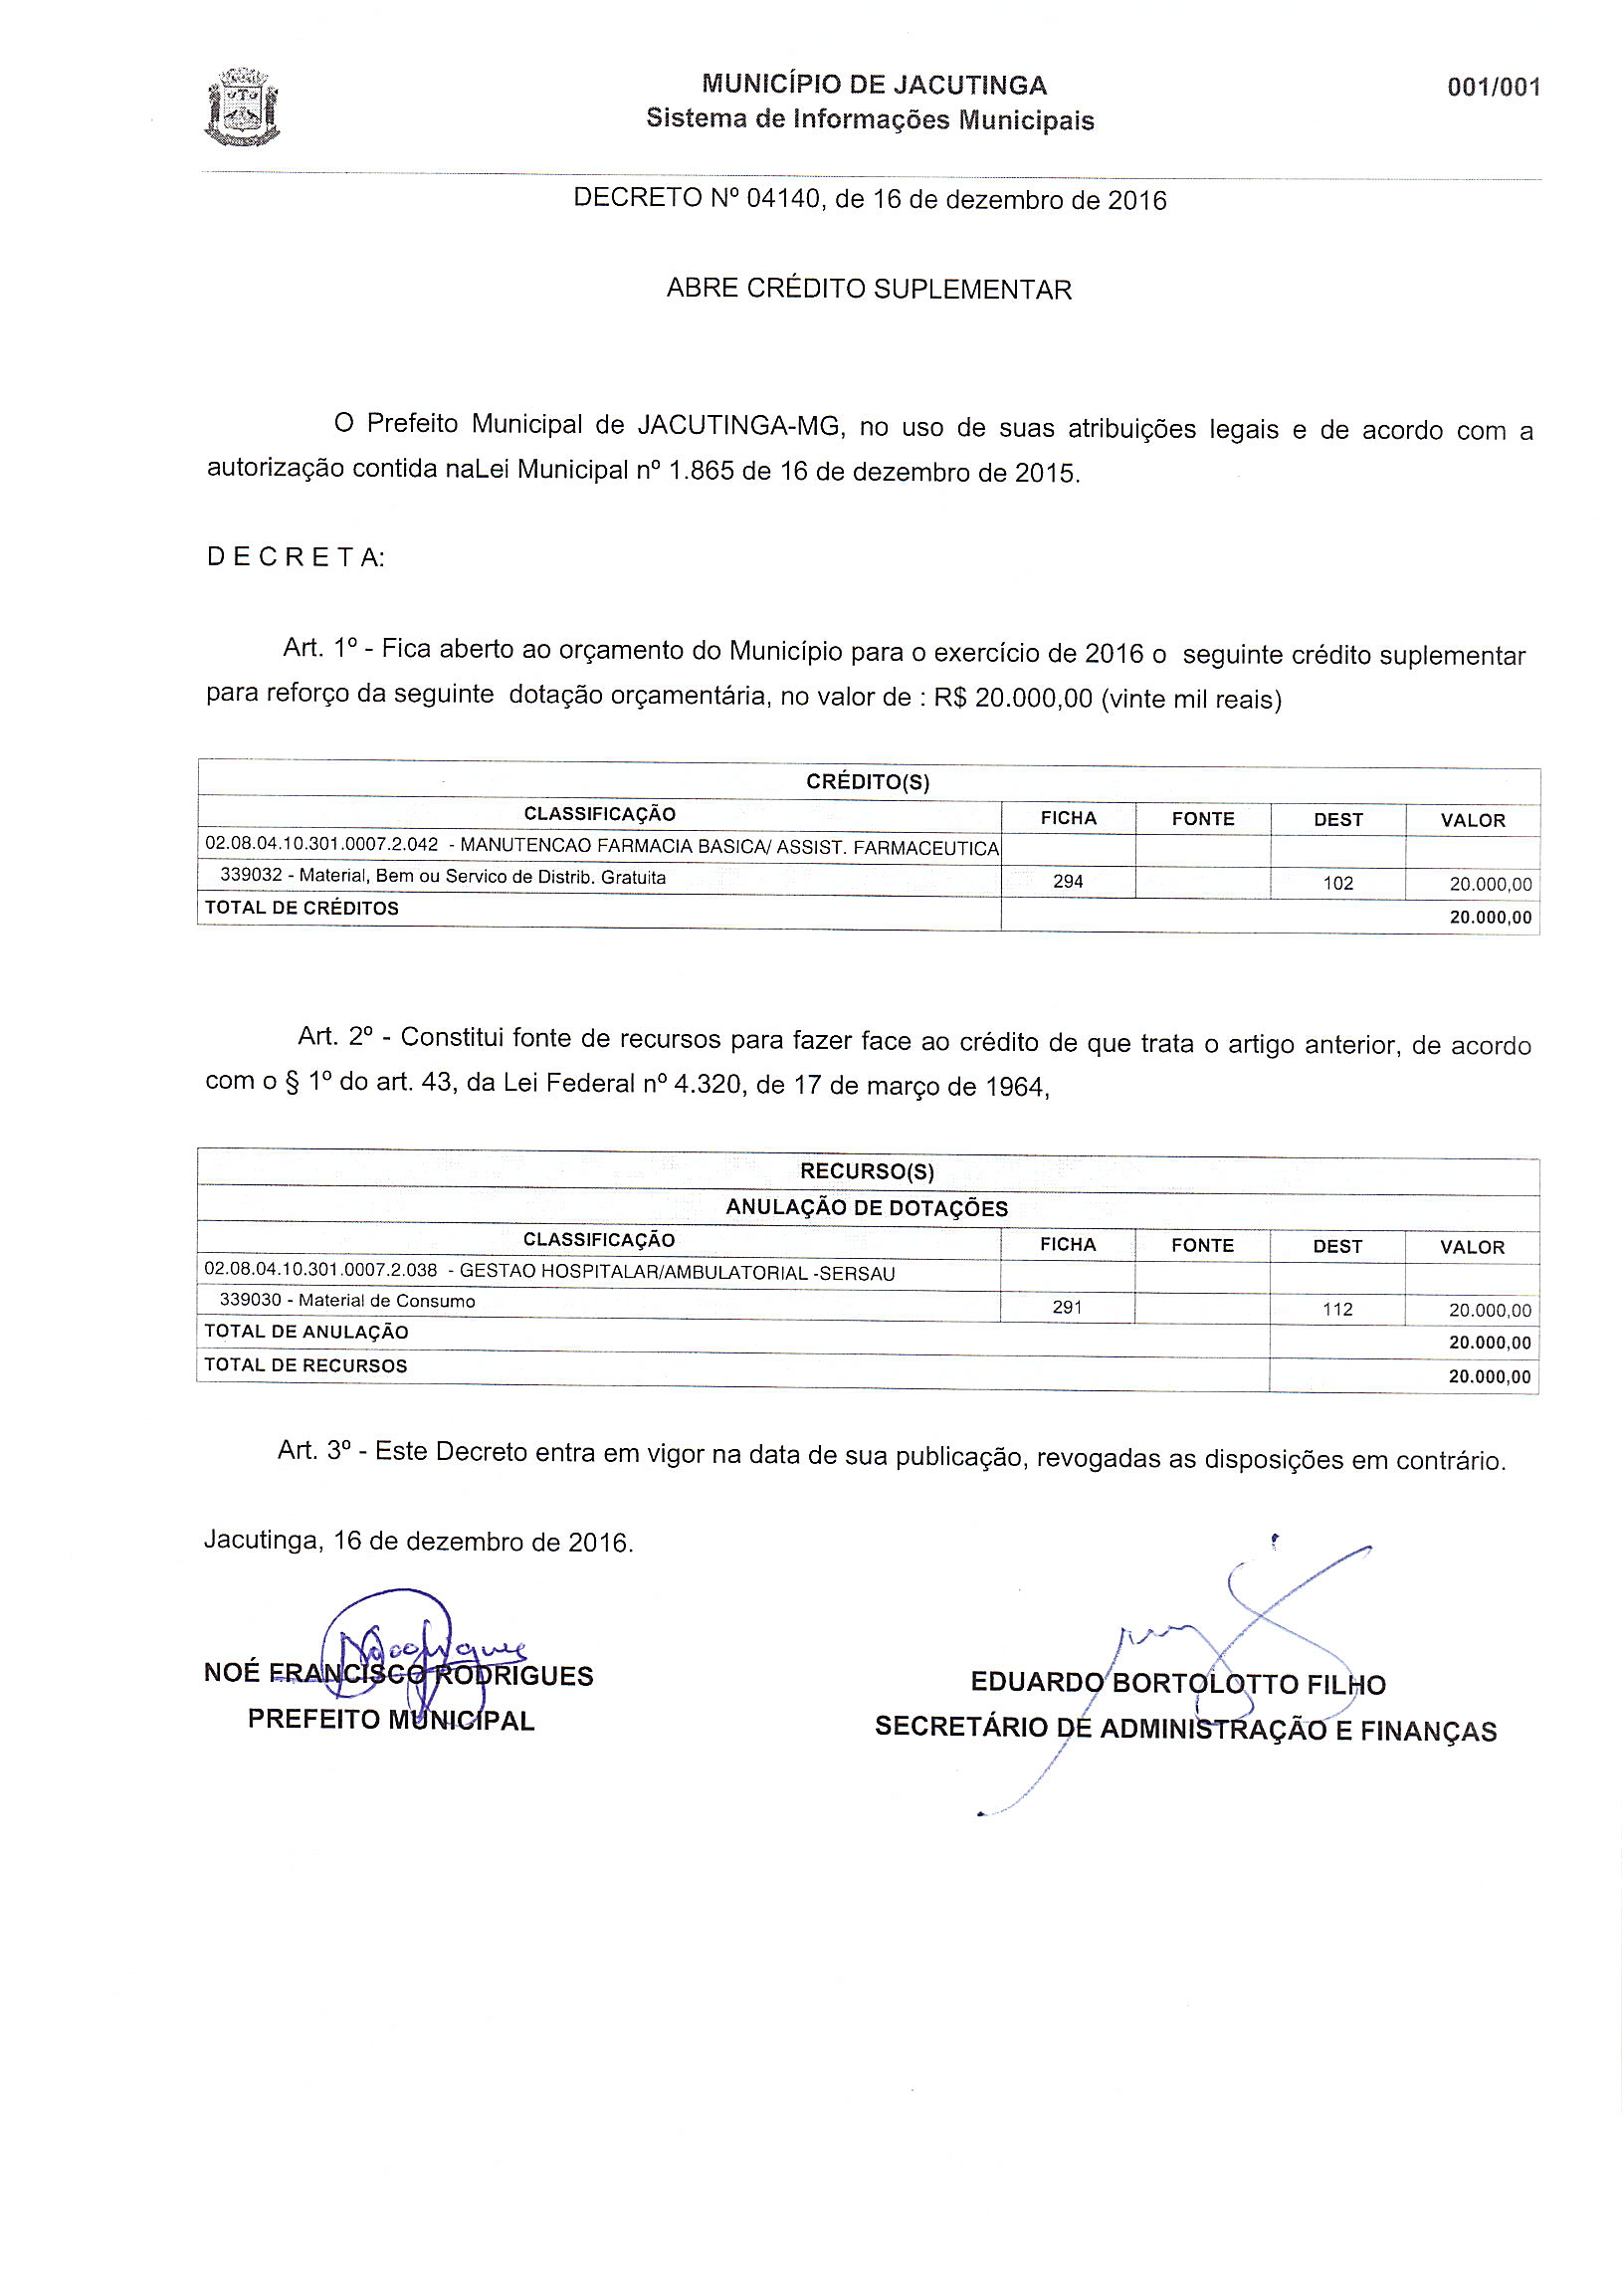 MUNICÍPIO DE JACUTINGA
001/001
Sistema de Informações Municipais
DECRETO Nº 04140, de 16 de dezembro de 2016
ABRE CRÉDITO SUPLEMENTAR
O Prefeito Municipal de JACUTINGA-MG, no uso de suas atribuições legais e de acordo com a
autorização contida naLei Municipal nº 1.865 de 16 de dezembro de 2015.
D E C R E T A:
Art. 1º - Fica aberto ao orçamento do Município para o exercício de 2016 o seguinte crédito suplementar
para reforço da seguinte dotação orçamentária, no valor de : R$ 20.000,00 (vinte mil reais)
CRÉDITO(S)
CLASSIFICAÇÃO FICHA FONTE DEST VALOR
02.08.04.10.301.0007.2.042 - MANUTENCAO FARMACIA BASICA/ ASSIST. FARMACEUTICA
339032 - Material, Bem ou Servico de Distrib. Gratuita 294 102 20.000,00
TOTAL DE CRÉDITOS 20.000,00
Art. 2º - Constitui fonte de recursos para fazer face ao crédito de que trata o artigo anterior, de acordo
com o § 1º do art. 43, da Lei Federal nº 4.320, de 17 de março de 1964,
RECURSO(S)
ANULAÇÃO DE DOTAÇÕES
CLASSIFICAÇÃO FICHA FONTE DEST VALOR
02.08.04.10.301.0007.2.038 - GESTAO HOSPITALAR/AMBULATORIAL -SERSAU
339030 - Material de Consumo 291 112 20.000,00
TOTAL DE ANULAÇÃO 20.000,00
TOTAL DE RECURSOS 20.000,00
Art. 3º - Este Decreto entra em vigor na data de sua publicação, revogadas as disposições em contrário.
Jacutinga, 16 de dezembro de 2016.
NOÉ FRANCISCO RODRIGUES
PREFEITO MUNICIPAL
EDUARDO BORTOLOTTO FILHO
SECRETÁRIO DE ADMINISTRAÇÃO E FINANÇAS